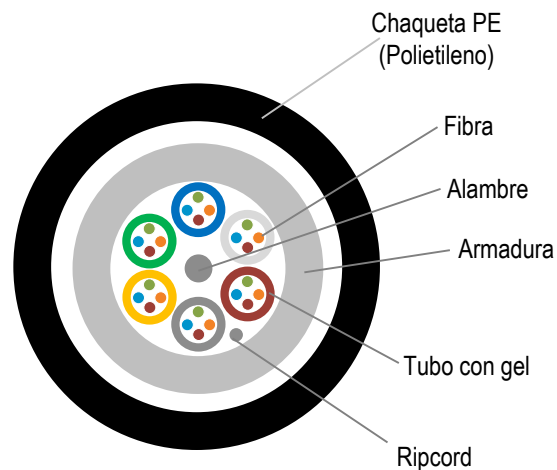 Chaqueta PE
(Polietileno)
Fibra
Alambre
Armadura
Tubo con gel
Ripcord